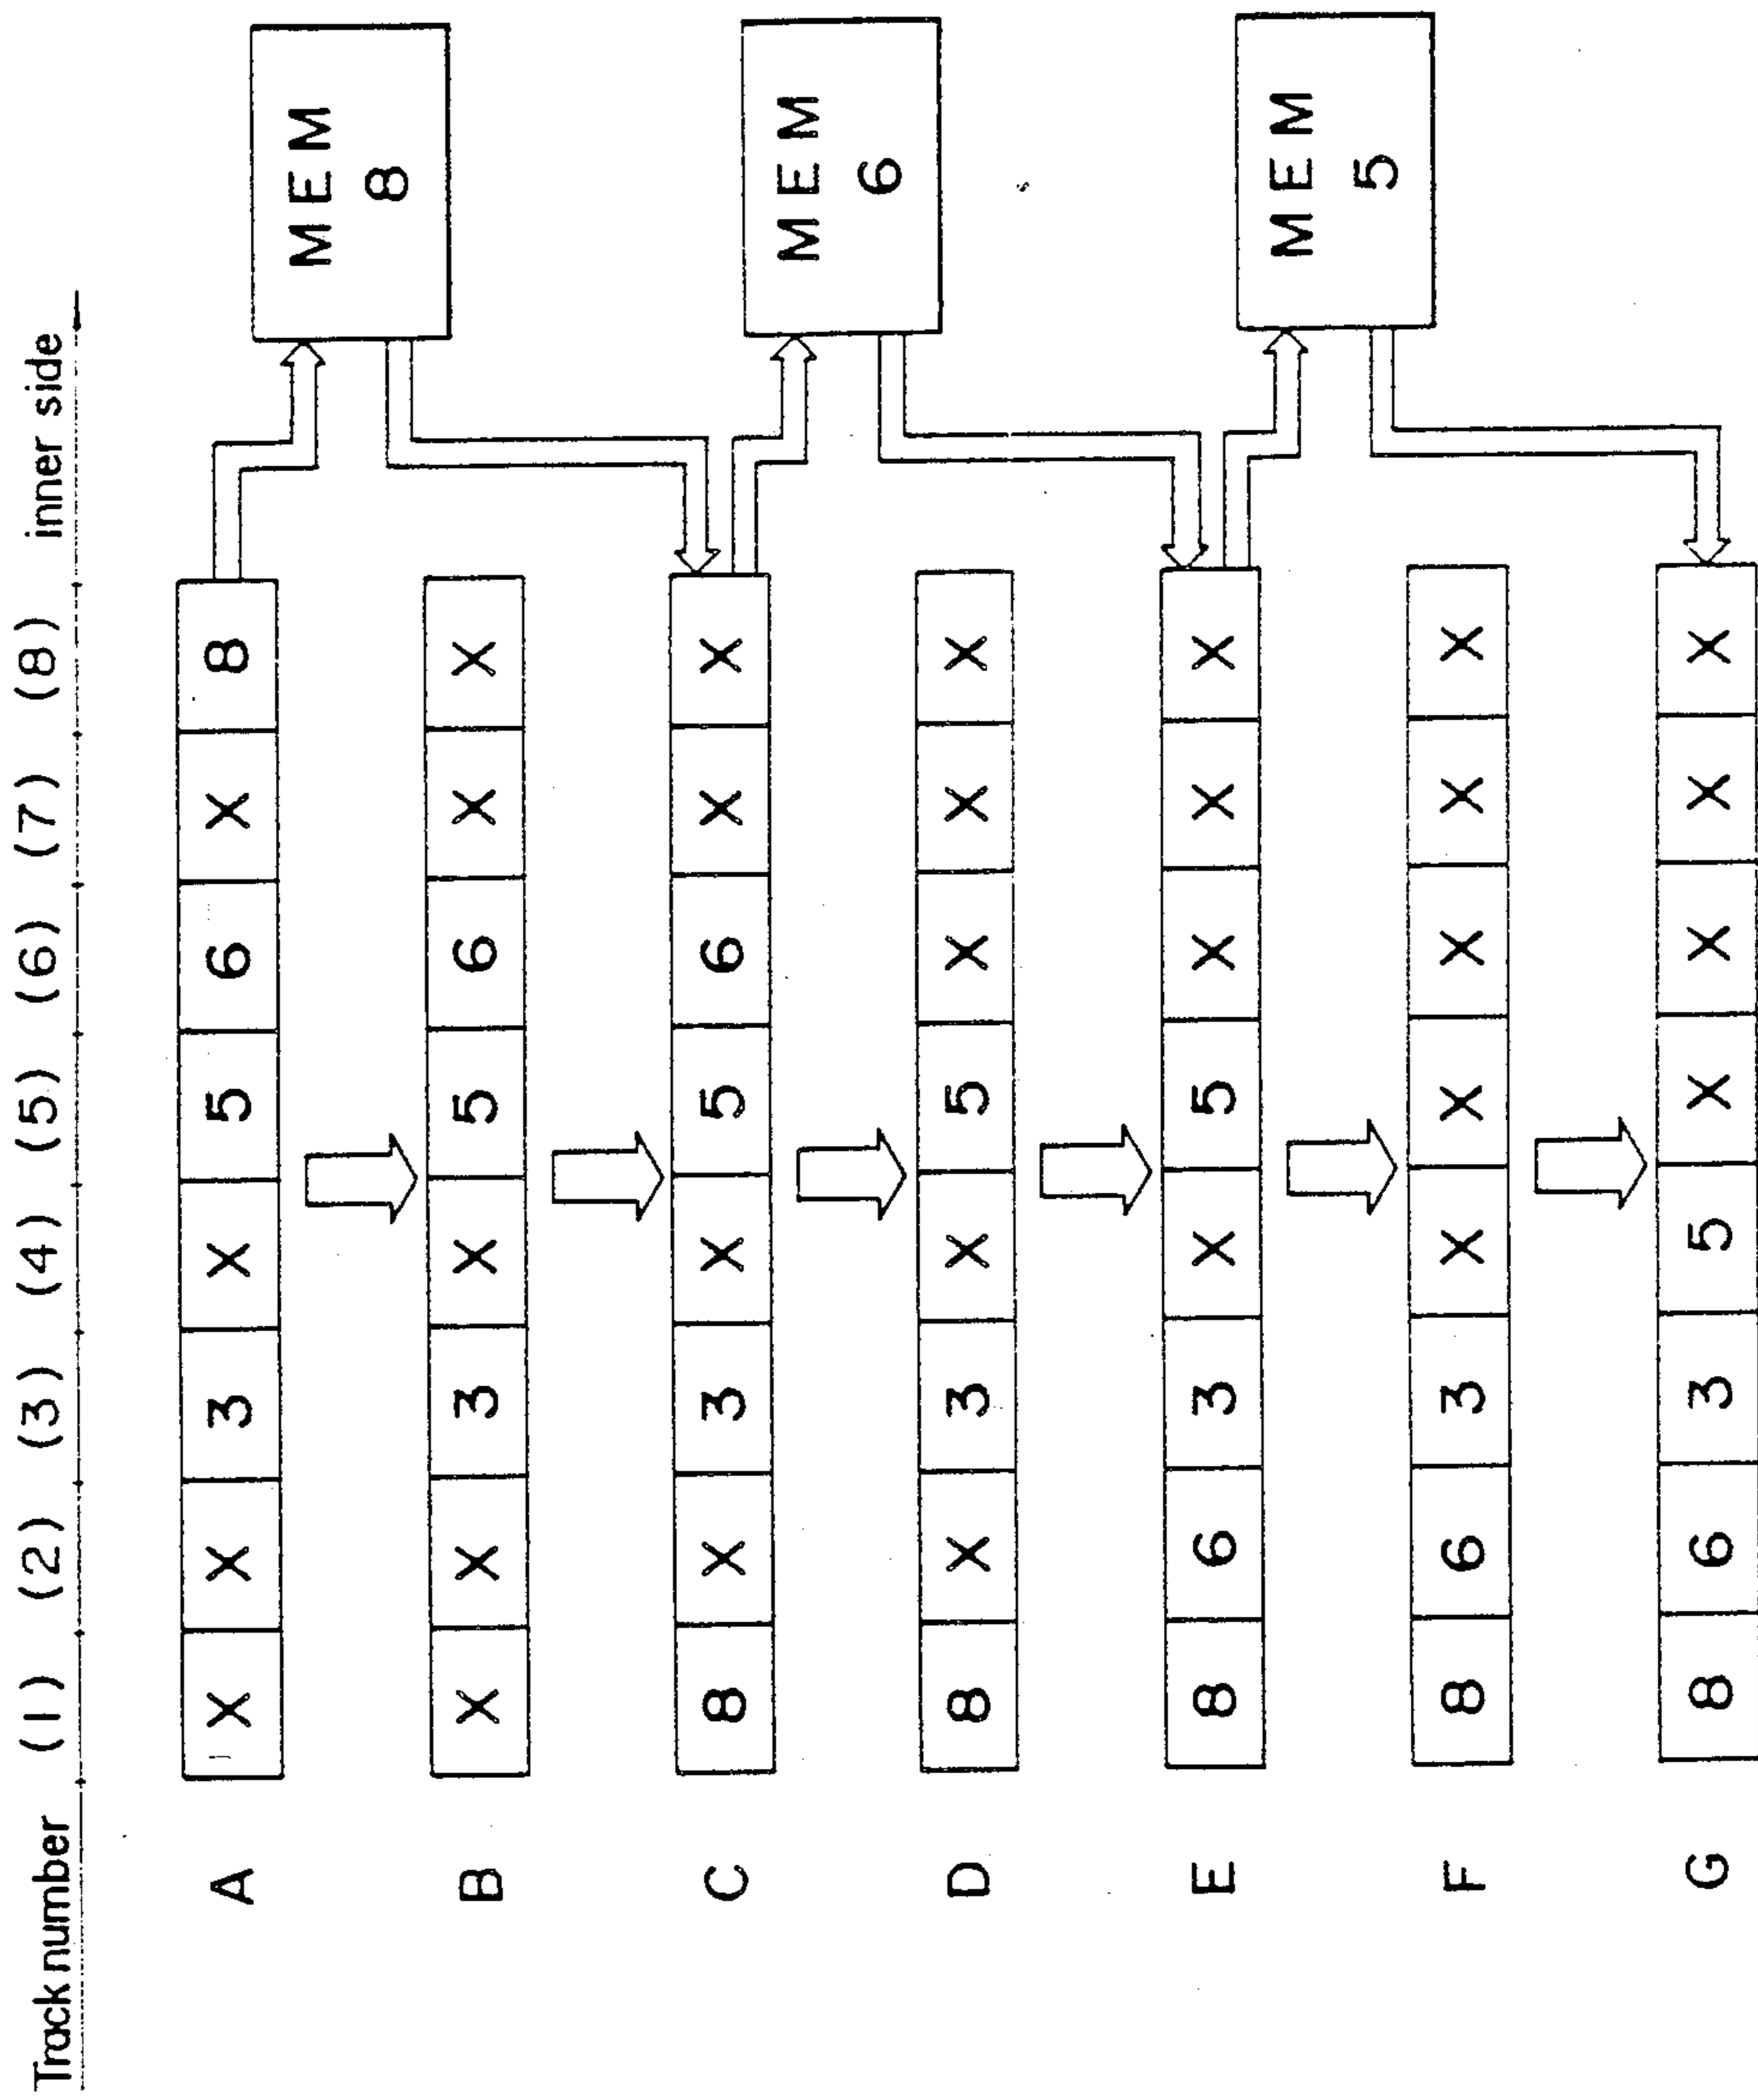 Track number (1) (2) (3) (4) (5) (6) (7) (8) inner side
A X X 3 X 5 6 X 8
MEM
8
B X X 3 X 5 6 X X
C 8 X 3 X 5 6 X X
MEM
6
D 8 X 3 X 5 X X X
E 8 6 3 X 5 X X X
MEM
5
F 8 6 3 X X X X X
G 8 6 3 5 X X X X